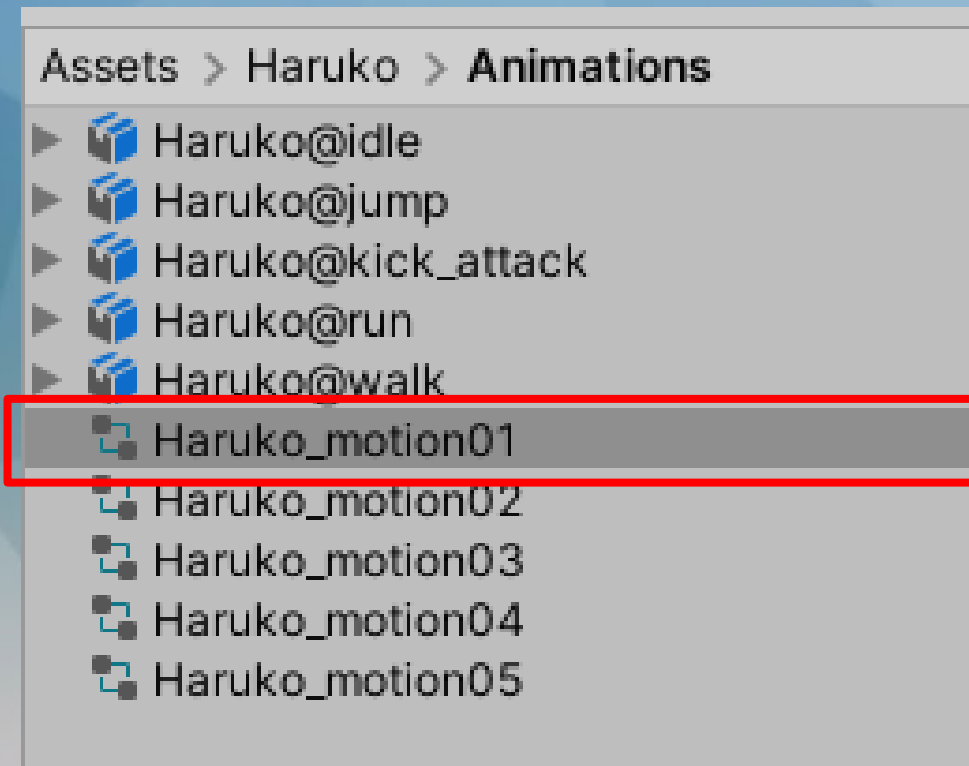 Assets > Haruko > Animations
Haruko@idle
Haruko@jump
Haruko@kick_attack
Haruko@run
Haruko@walk
Haruko_motion01
Haruko_motion02
Haruko_motion03
Haruko_motion04
Haruko_motion05